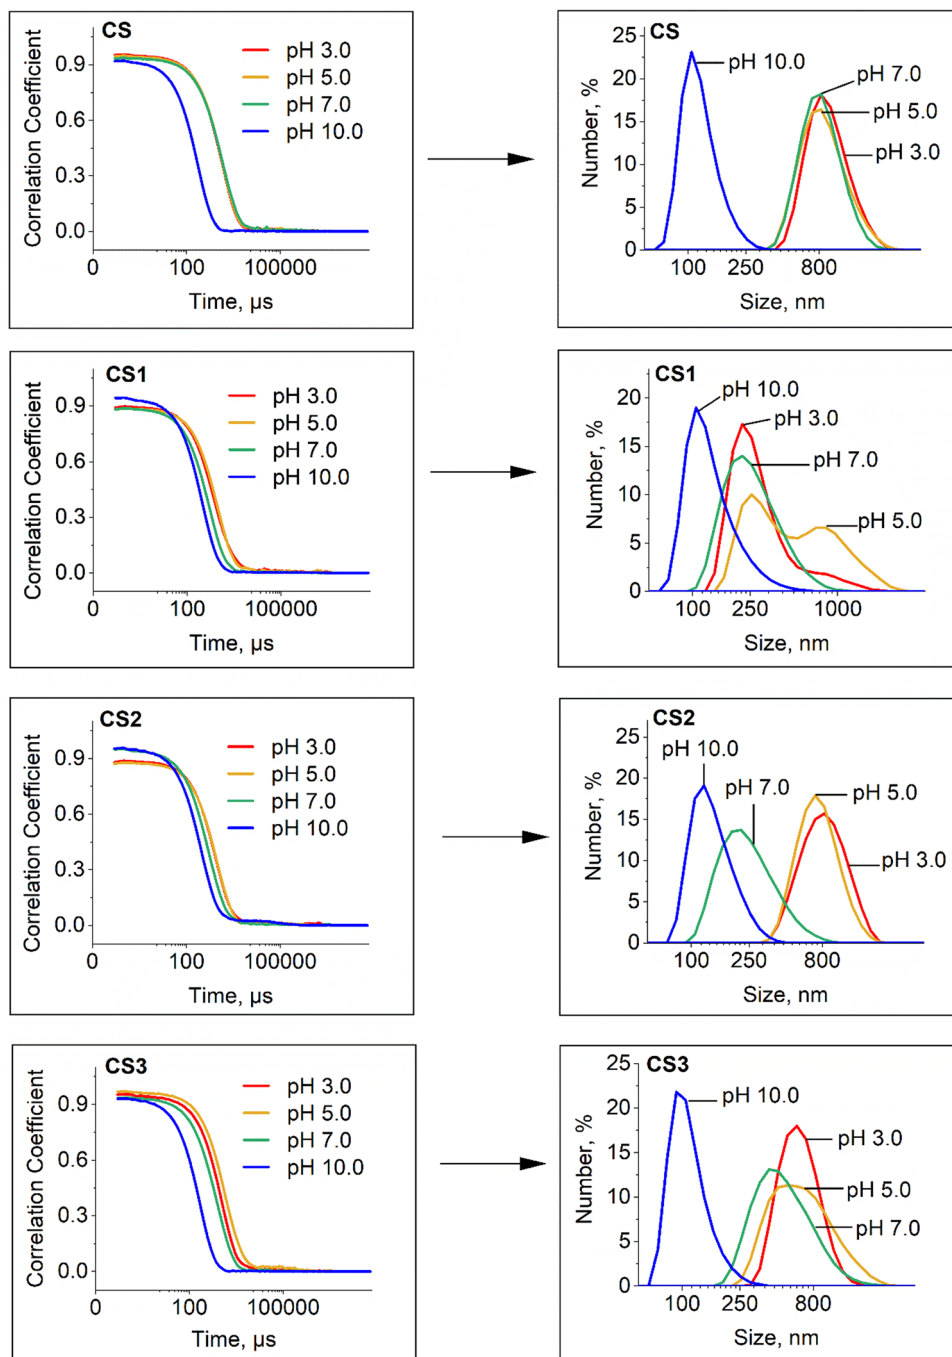 CS
Correlation Coefficient
0.9
0.6
0.3
0.0
pH 3.0
pH 5.0
pH 7.0
pH 10.0
0
100
100000
Time, µs
CS
Number, %
25
20
15
10
5
0
pH 10.0
pH 7.0
pH 5.0
pH 3.0
100
250
800
Size, nm
CS1
Correlation Coefficient
0.9
0.6
0.3
0.0
pH 3.0
pH 5.0
pH 7.0
pH 10.0
0
100
100000
Time, µs
CS1
Number, %
20
15
10
5
0
pH 10.0
pH 3.0
pH 7.0
pH 5.0
100
250
1000
Size, nm
CS2
Correlation Coefficient
0.9
0.6
0.3
0.0
pH 3.0
pH 5.0
pH 7.0
pH 10.0
0
100
100000
Time, µs
CS2
Number, %
25
20
15
10
5
0
pH 10.0
pH 7.0
pH 5.0
pH 3.0
100
250
800
Size, nm
CS3
Correlation Coefficient
0.9
0.6
0.3
0.0
pH 3.0
pH 5.0
pH 7.0
pH 10.0
0
100
100000
Time, µs
CS3
Number, %
25
20
15
10
5
0
pH 10.0
pH 3.0
pH 5.0
pH 7.0
100
250
800
Size, nm